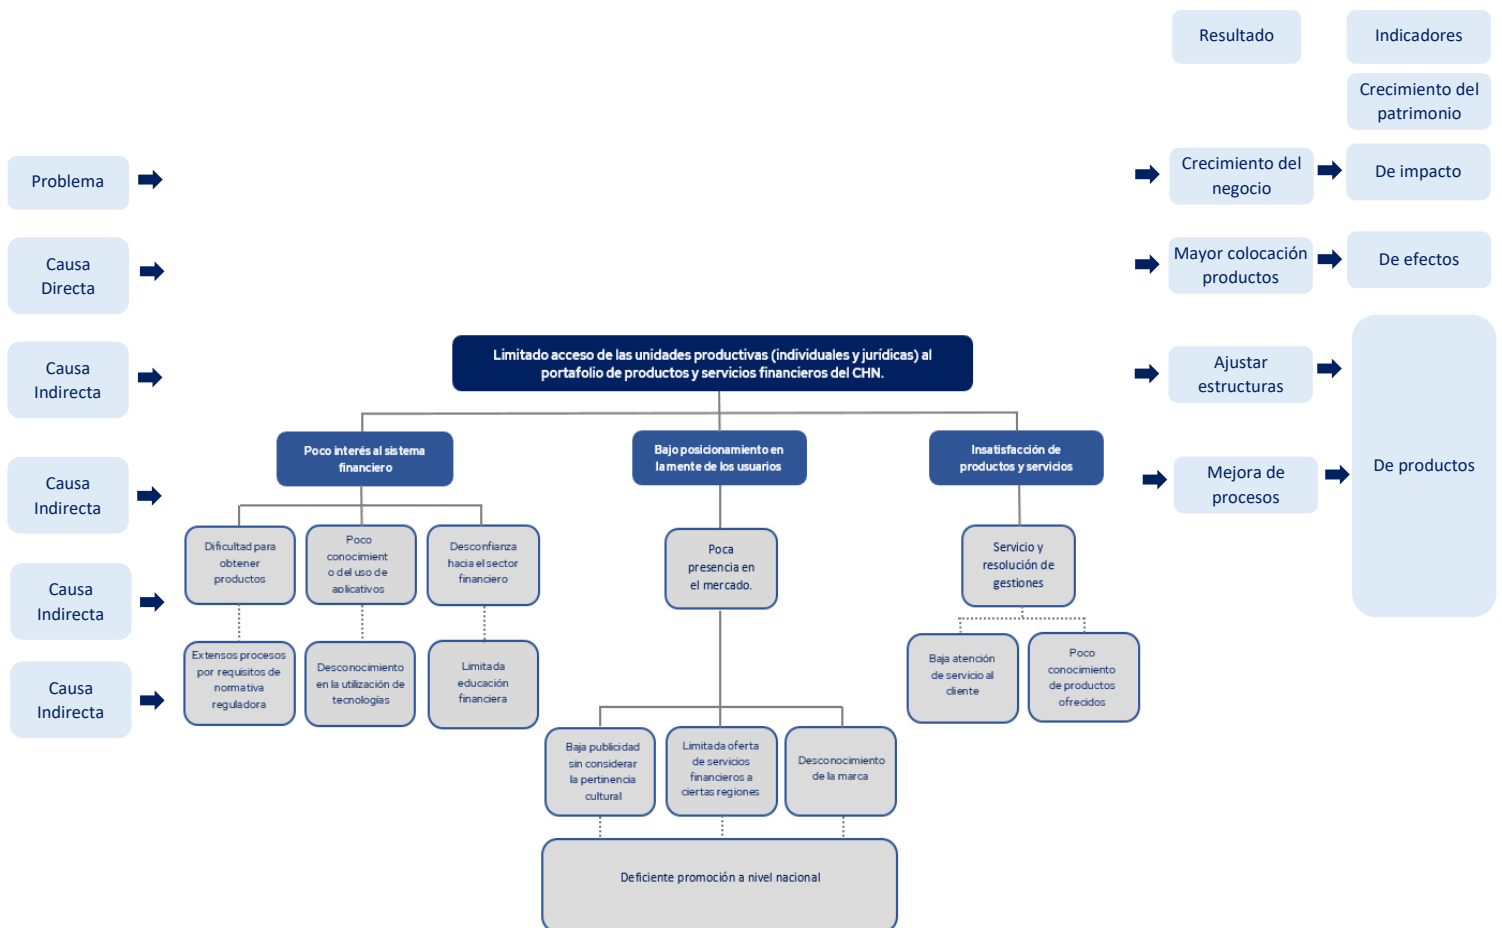 Resultado
Indicadores
Crecimiento del
patrimonio
Problema
Crecimiento del
negocio
De impacto
Causa
Directa
Mayor colocación
productos
De efectos
Limitado acceso de las unidades productivas (individuales y jurídicas) al
portafolio de productos y servicios financieros del CHN.
Causa
Indirecta
Ajustar
estructuras
Poco interés al sistema
financiero
Bajo posicionamiento en
la mente de los usuarios
Insatisfacción de
productos y servicios
Causa
Indirecta
Mejora de
procesos
De productos
Dificultad para
obtener
productos
Poco
conocimient
o del uso de
aplicativos
Desconfianza
hacia el sector
financiero
Poca
presencia en
el mercado.
Servicio y
resolución de
gestiones
Causa
Indirecta
Extensos procesos
por requisitos de
normativa
reguladora
Desconocimiento
en la utilización de
tecnologías
Limitada
educación
financiera
Baja atención
de servicio al
cliente
Poco
conocimiento
de productos
ofrecidos
Causa
Indirecta
Baja publicidad
sin considerar
la pertinencia
cultural
Limitada oferta
de servicios
financieros a
ciertas regiones
Desconocimiento
de la marca
Deficiente promoción a nivel nacional